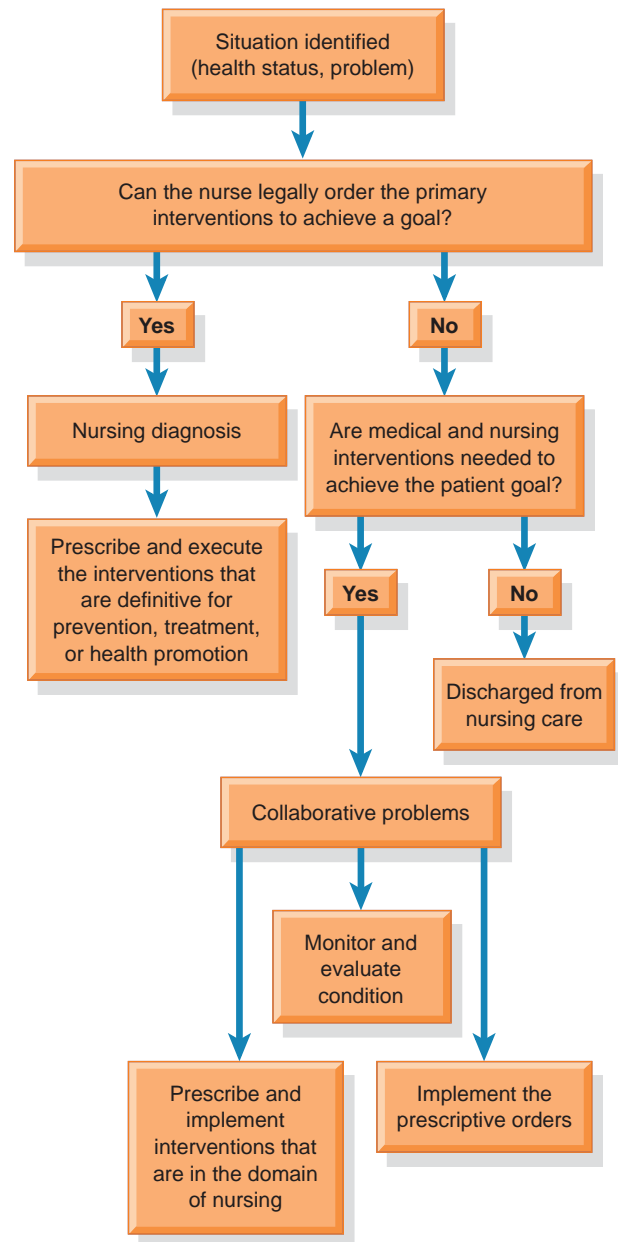 Situation identified
(health status, problem)
Can the nurse legally order the primary
interventions to achieve a goal?
Yes
No
Nursing diagnosis
Are medical and nursing
interventions needed to
achieve the patient goal?
Prescribe and execute
the interventions that
are definitive for
prevention, treatment,
or health promotion
Yes
No
Discharged from
nursing care
Collaborative problems
Monitor and
evaluate
condition
Prescribe and
implement
interventions that
are in the domain
of nursing
Implement the
prescriptive orders